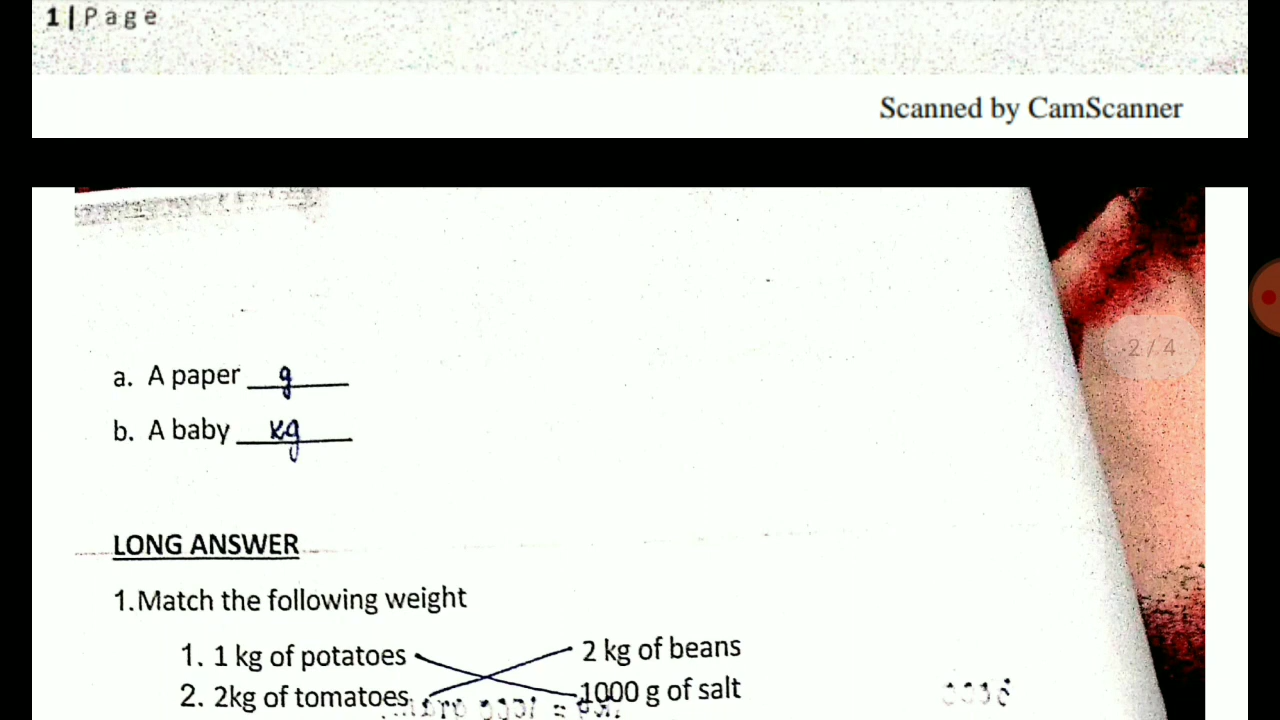 1 | P a g e
Scanned by CamScanner
2 / 4
a. A paper g
b. A baby kg
LONG ANSWER
1.Match the following weight
1. 1 kg of potatoes 2 kg of beans
2. 2kg of tomatoes 1000 g of salt